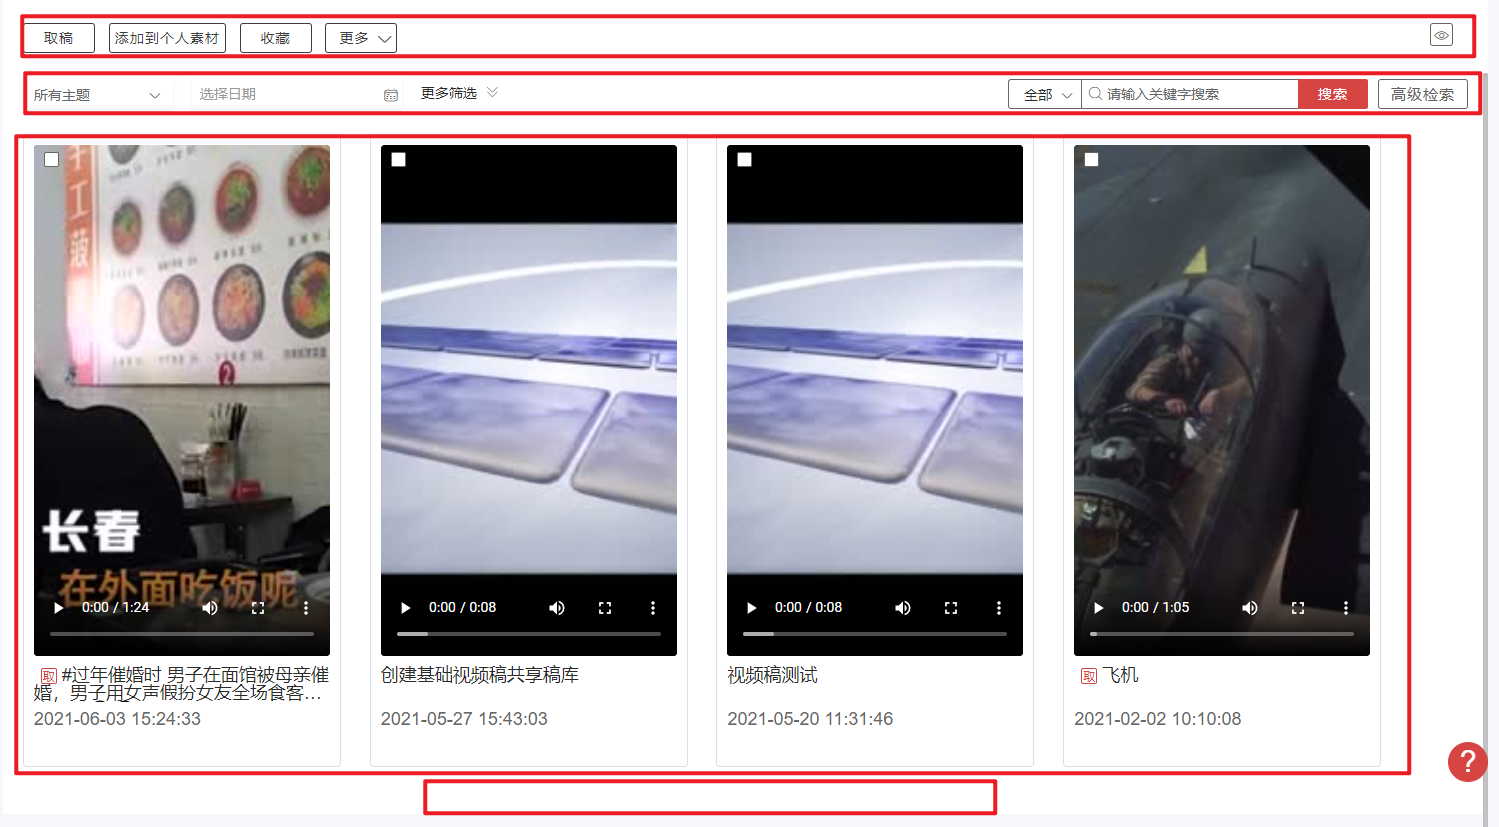 取稿 添加到个人素材 收藏 更多
所有主题 选择日期 更多筛选 全部 请输入关键字搜索 搜索 高级检索
手工菠
2
长春
在外面吃饭呢
0:00 / 1:24
0:00 / 0:08
0:00 / 0:08
0:00 / 1:05
取 #过年催婚时 男子在面馆被母亲催
婚，男子用女声假扮女友全场食客…
2021-06-03 15:24:33
创建基础视频稿共享稿库
2021-05-27 15:43:03
视频稿测试
2021-05-20 11:31:46
取 飞机
2021-02-02 10:10:08
?